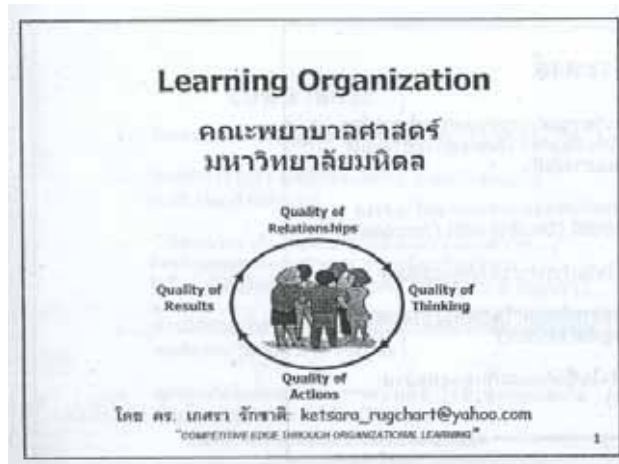 Learning Organization
คณะพยาบาลศาสตร์
มหาวิทยาลัยมหิดล
Quality of
Relationships
Quality of
Results
Quality of
Thinking
Quality of
Actions
โดย ดร. เกศรา รักชาติ: ketsara_rugchart@yahoo.com
"COMPETITIVE EDGE THROUGH ORGANIZATIONAL LEARNING"
1